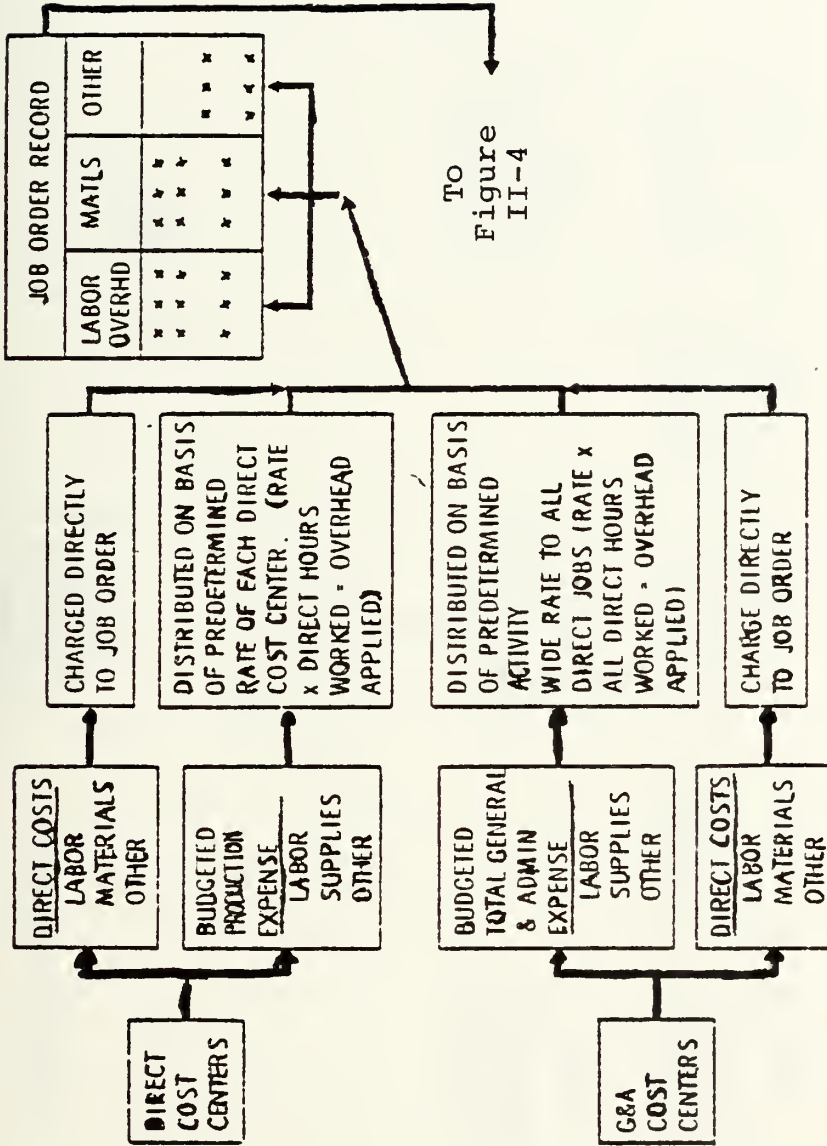 DIRECT
COST
CENTERS
G&A
COST
CENTERS
DIRECT COSTS
LABOR
MATERIALS
OTHER
BUDGETED
PRODUCTION
EXPENSE
LABOR
SUPPLIES
OTHER
BUDGETED
TOTAL GENERAL
& ADMIN
EXPENSE
LABOR
SUPPLIES
OTHER
DIRECT COSTS
LABOR
MATERIALS
OTHER
CHARGED DIRECTLY
TO JOB ORDER
DISTRIBUTED ON BASIS
OF PREDETERMINED
RATE OF EACH DIRECT
COST CENTER. (RATE
x DIRECT HOURS
WORKED = OVERHEAD
APPLIED)
DISTRIBUTED ON BASIS
OF PREDETERMINED
ACTIVITY
WIDE RATE TO ALL
DIRECT JOBS (RATE x
ALL DIRECT HOURS
WORKED = OVERHEAD
APPLIED)
CHARGE DIRECTLY
TO JOB ORDER
JOB ORDER RECORD
LABOR MATLS OTHER
OVERHD
x x x x x x
x x x x x x x x x
x x x x x x x x x
To
Figure
II-4